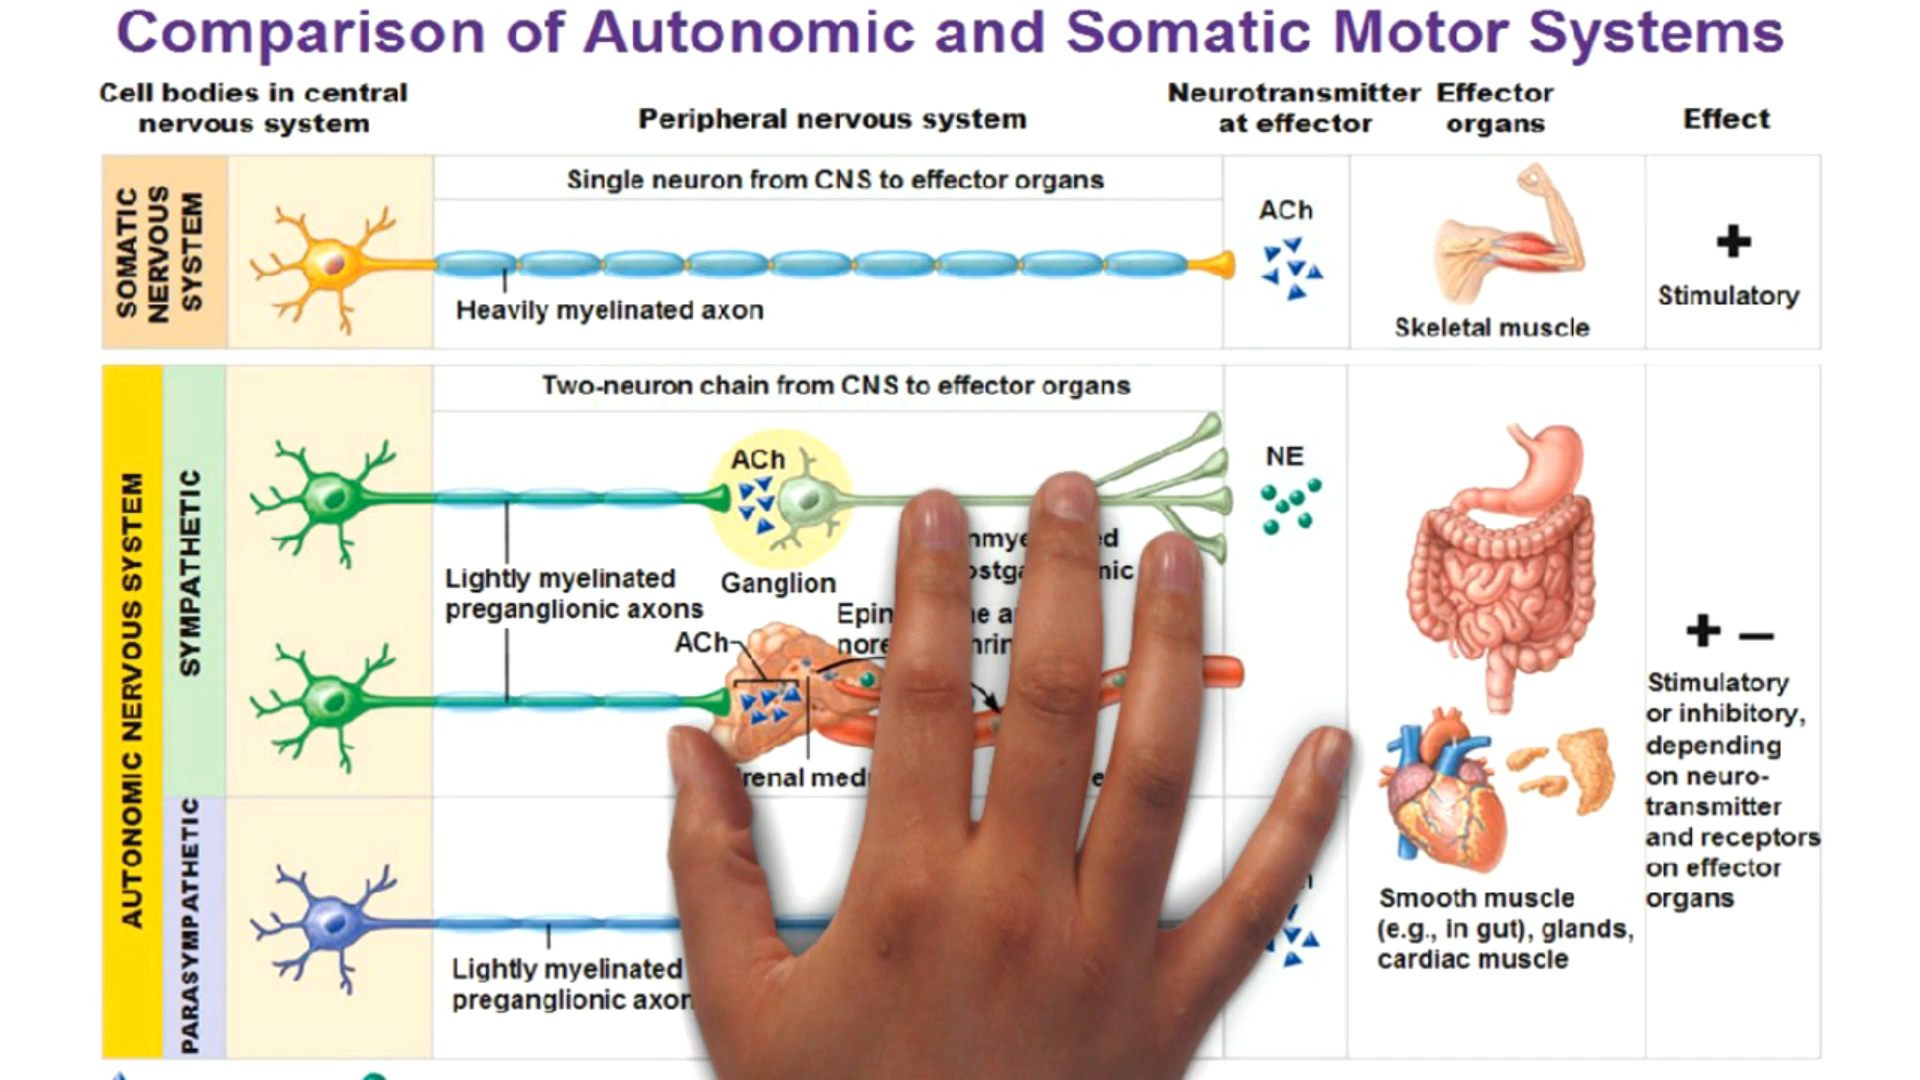 Comparison of Autonomic and Somatic Motor Systems
Cell bodies in central
nervous system
Peripheral nervous system
Neurotransmitter
at effector
Effector
organs
Effect
SOMATIC
NERVOUS
SYSTEM
Single neuron from CNS to effector organs
Heavily myelinated axon
ACh
Skeletal muscle
+
Stimulatory
AUTONOMIC NERVOUS SYSTEM
SYMPATHETIC
Two-neuron chain from CNS to effector organs
ACh
Ganglion
NE
Lightly myelinated
preganglionic axons
ACh
+ –
Stimulatory
or inhibitory,
depending
on neuro-
transmitter
and receptors
on effector
organs
PARASYMPATHETIC
Lightly myelinated
Smooth muscle
(e.g., in gut), glands,
cardiac muscle
preganglionic